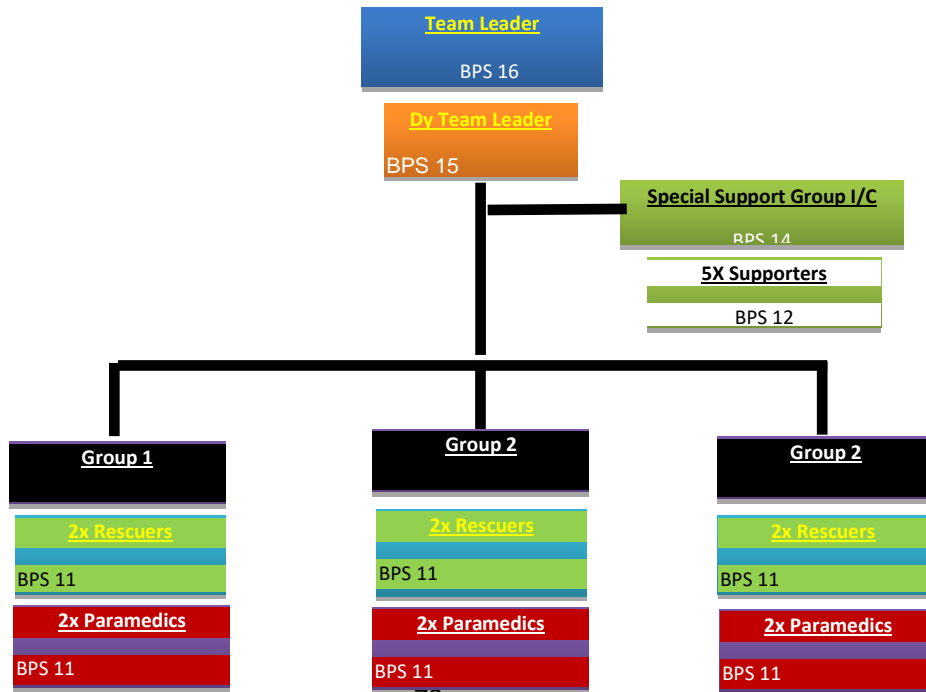 Team Leader
BPS 16
Dy Team Leader
BPS 15
Special Support Group I/C
BPS 14
5X Supporters
BPS 12
Group 1
2x Rescuers
BPS 11
2x Paramedics
BPS 11
Group 2
2x Rescuers
BPS 11
2x Paramedics
BPS 11
Group 2
2x Rescuers
BPS 11
2x Paramedics
BPS 11